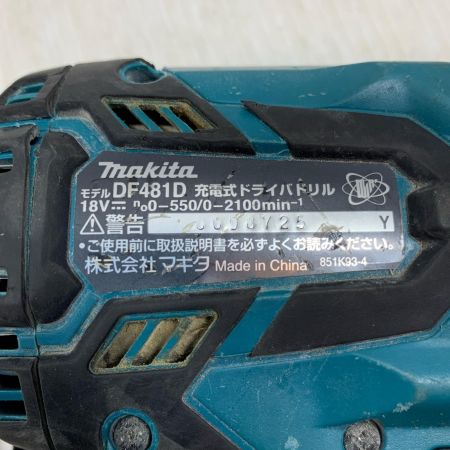 makita
モデル DF481D 充電式ドライバドリル
18V⎓ n₀0-550/0-2100min⁻¹
⚠警告 Y
•ご使用前に取扱説明書を必ずよくお読みください。
株式会社 マキタ Made in China 851K93-4